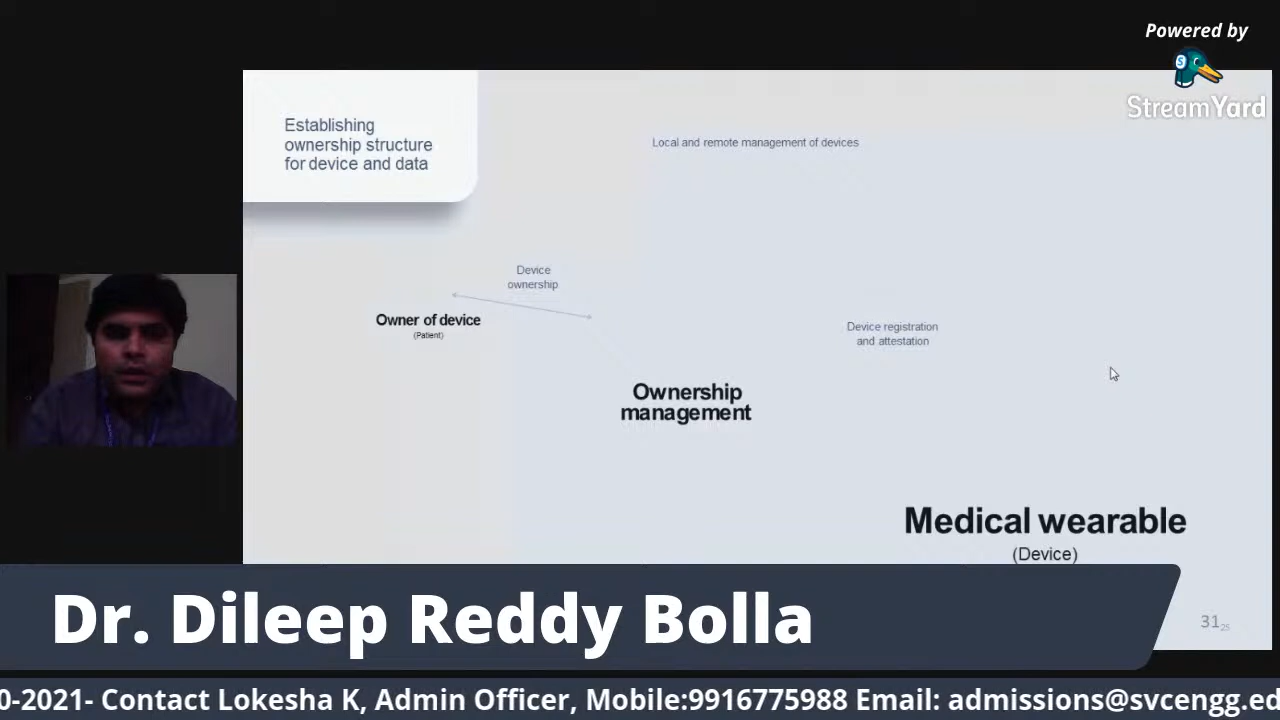 Powered by
StreamYard
Establishing
ownership structure
for device and data
Local and remote management of devices
Device
ownership
Owner of device
(Patient)
Device registration
and attestation
Ownership
management
Medical wearable
(Device)
Dr. Dileep Reddy Bolla
31 25
0-2021- Contact Lokesha K, Admin Officer, Mobile:9916775988 Email: admissions@svcengg.ed